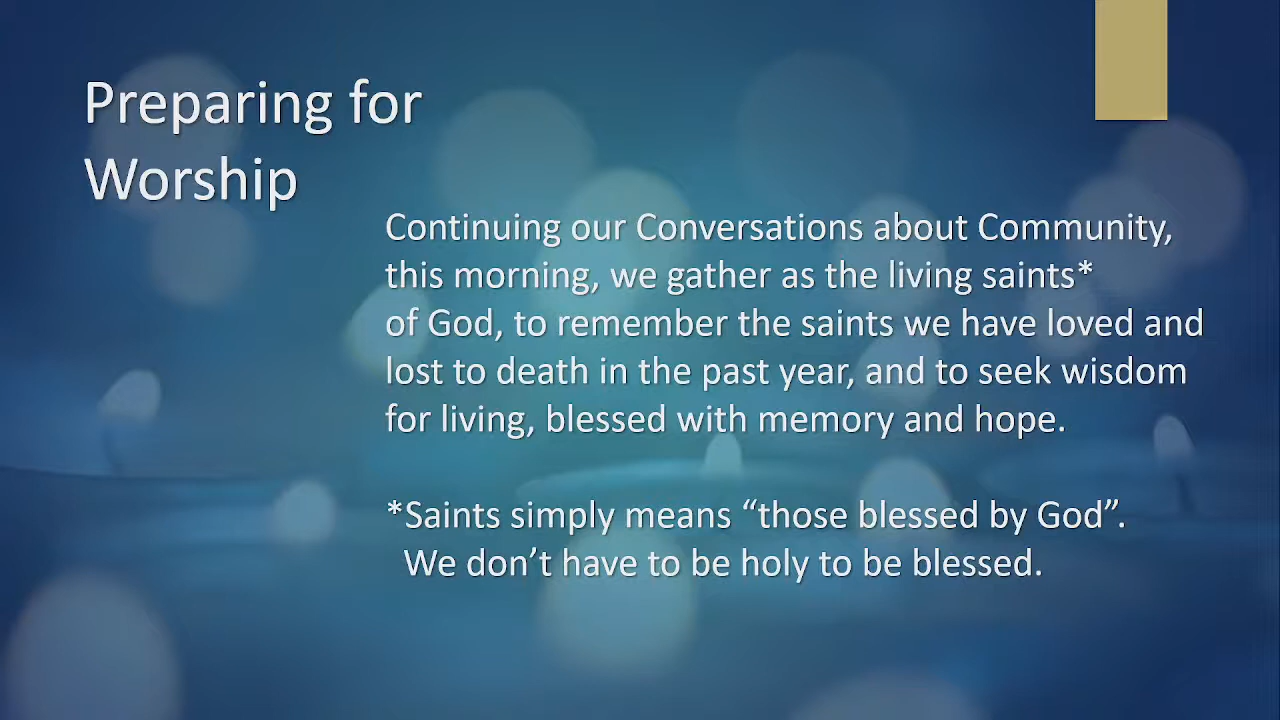 Preparing for
Worship
Continuing our Conversations about Community,
this morning, we gather as the living saints*
of God, to remember the saints we have loved and
lost to death in the past year, and to seek wisdom
for living, blessed with memory and hope.
*Saints simply means “those blessed by God”.
We don’t have to be holy to be blessed.